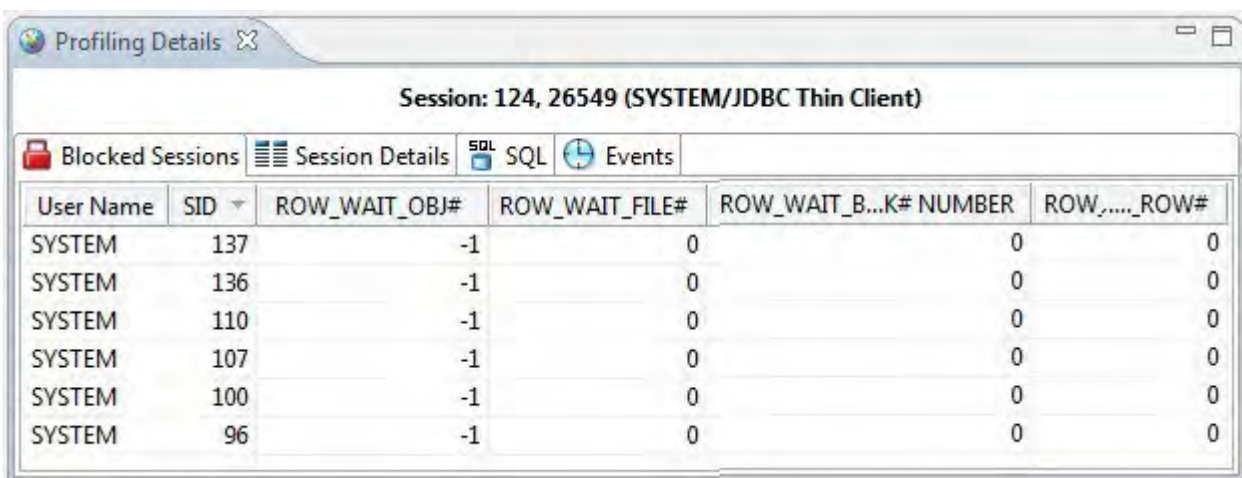 Profiling Details
Session: 124, 26549 (SYSTEM/JDBC Thin Client)
Blocked Sessions Session Details SQL SQL Events
User Name SID ROW_WAIT_OBJ# ROW_WAIT_FILE# ROW_WAIT_B...K# NUMBER ROW,...._ROW#
SYSTEM 137 -1 0 0 0
SYSTEM 136 -1 0 0 0
SYSTEM 110 -1 0 0 0
SYSTEM 107 -1 0 0 0
SYSTEM 100 -1 0 0 0
SYSTEM 96 -1 0 0 0